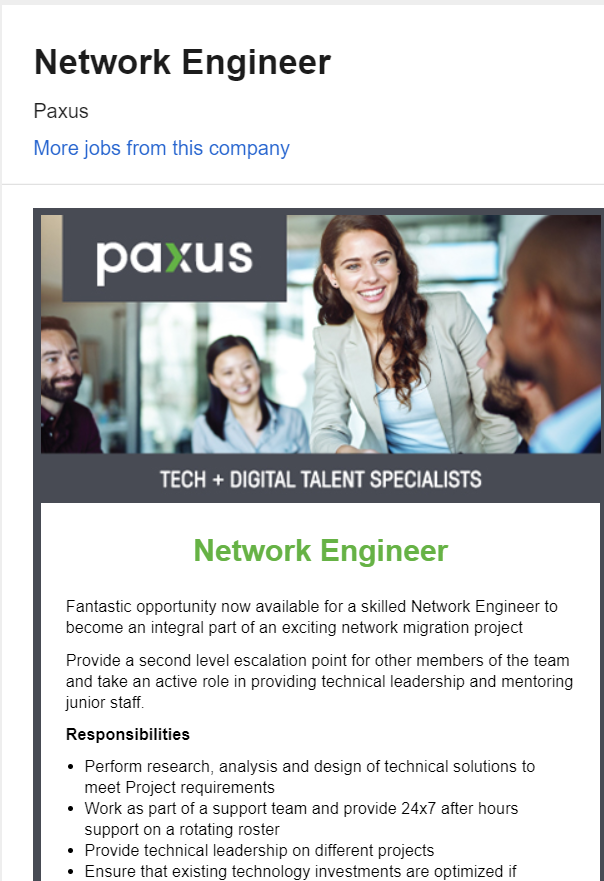 Network Engineer
Paxus
More jobs from this company
paxus
TECH + DIGITAL TALENT SPECIALISTS
Network Engineer
Fantastic opportunity now available for a skilled Network Engineer to
become an integral part of an exciting network migration project
Provide a second level escalation point for other members of the team
and take an active role in providing technical leadership and mentoring
junior staff.
Responsibilities
• Perform research, analysis and design of technical solutions to
meet Project requirements
• Work as part of a support team and provide 24x7 after hours
support on a rotating roster
• Provide technical leadership on different projects
• Ensure that existing technology investments are optimized if